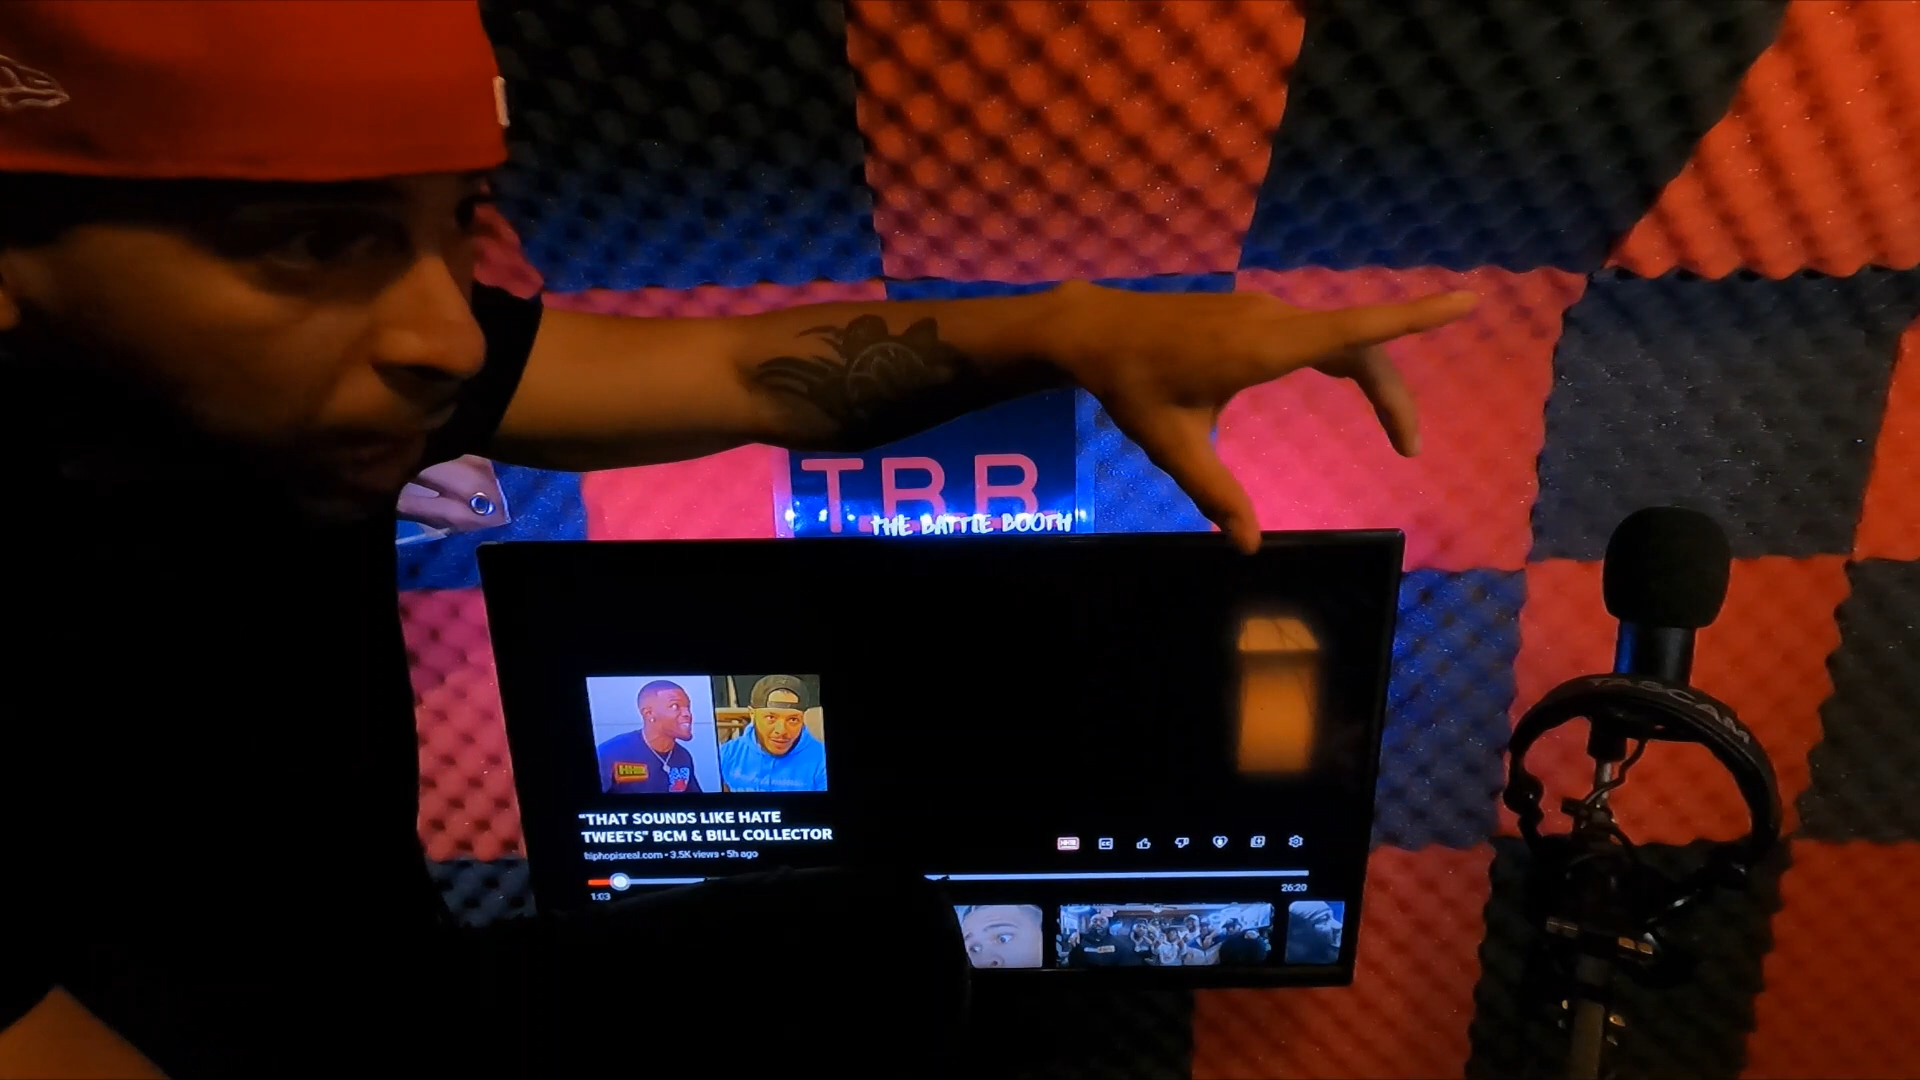 T.B.B.
THE BATTLE BOOTH
"THAT SOUNDS LIKE HATE
TWEETS" BCM & BILL COLLECTOR
hiphopisreal.com • 3.5K views • 5h ago
1:03
26:20
TASCAM